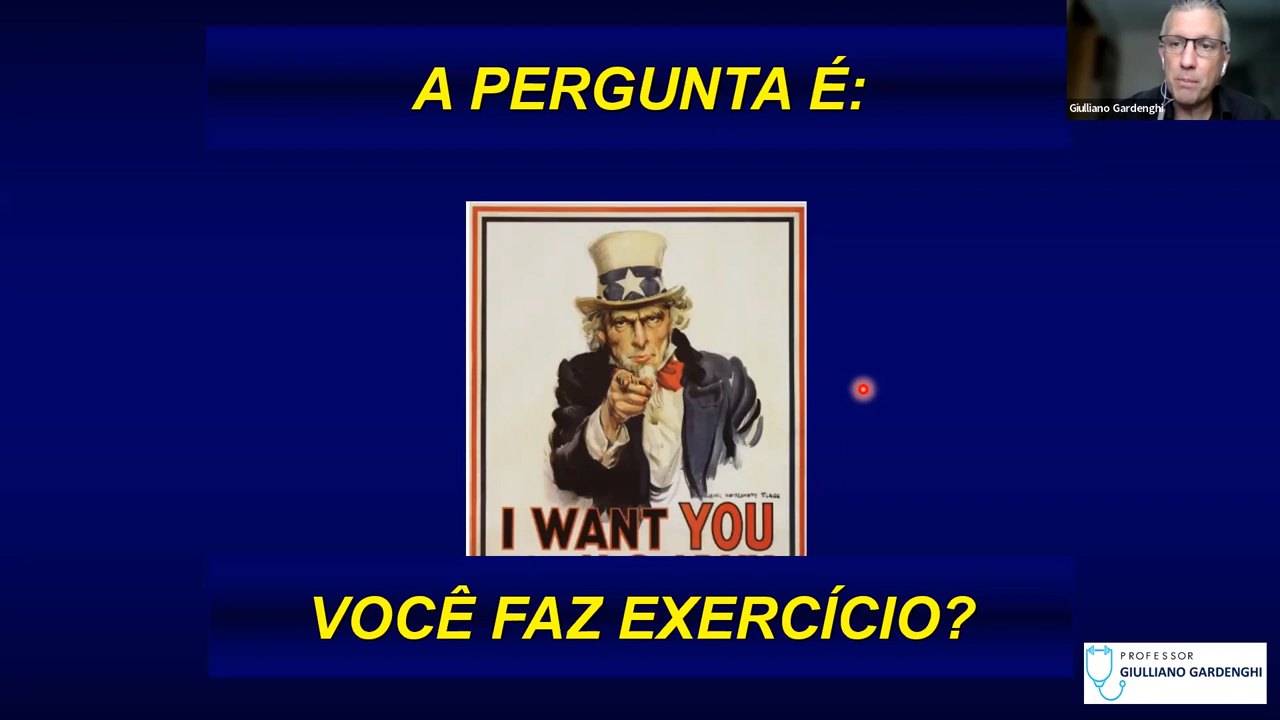 A PERGUNTA É:
Giulliano Gardenghi
I WANT YOU
VOCÊ FAZ EXERCÍCIO?
PROFESSOR
GIULLIANO GARDENGHI